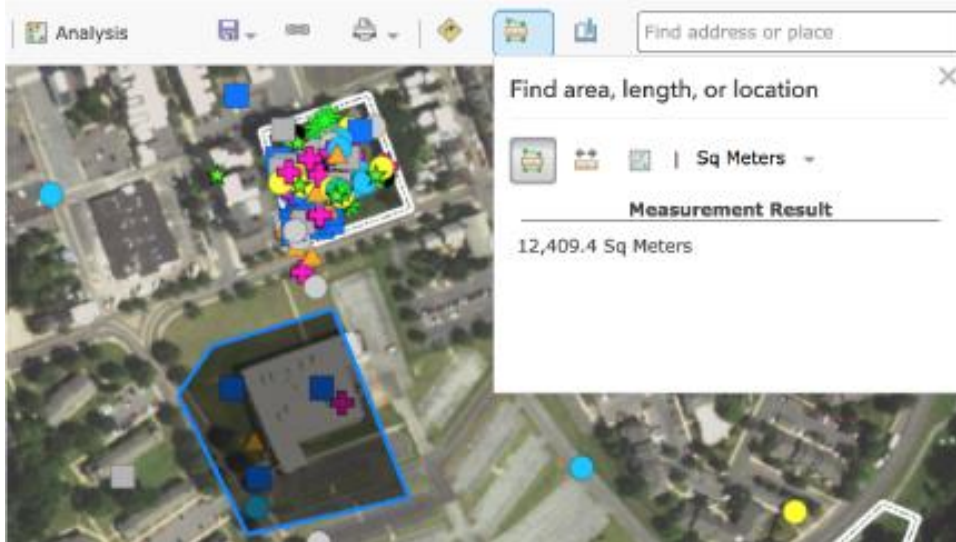 Analysis
Find address or place
Find area, length, or location
| Sq Meters
Measurement Result
12,409.4 Sq Meters